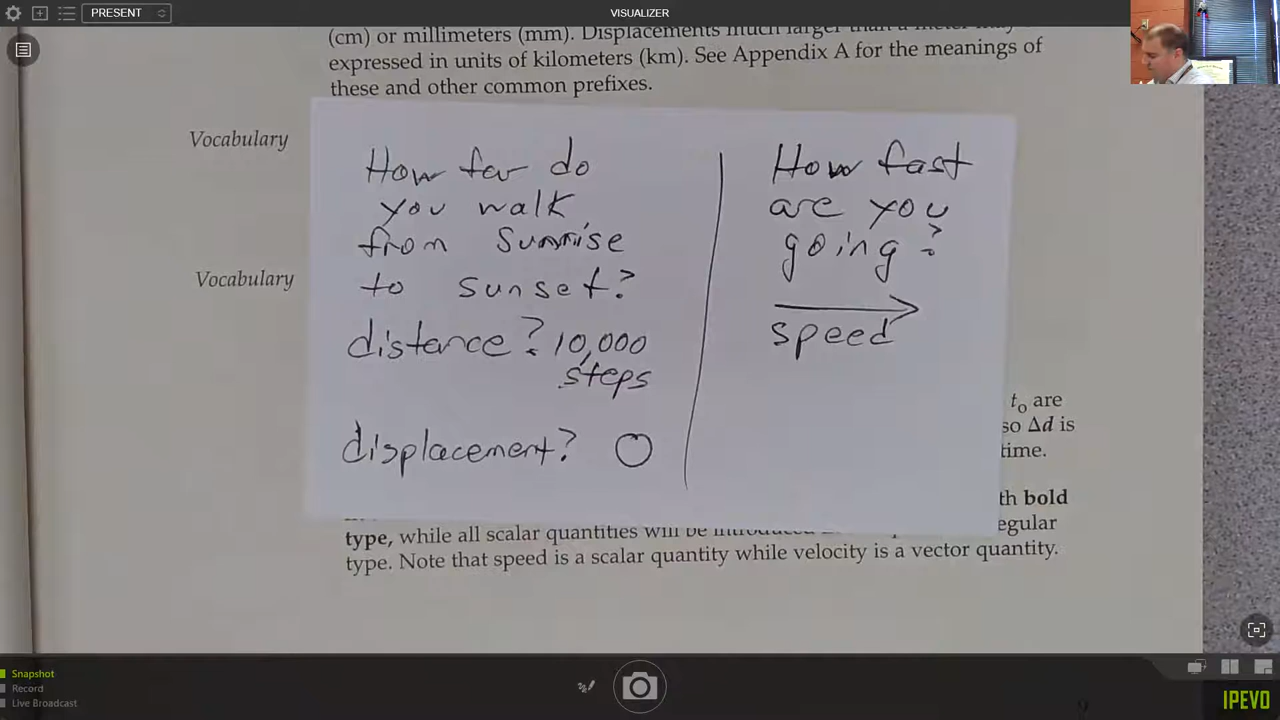 PRESENT
VISUALIZER
(cm) or millimeters (mm). Displacements much larger than a meter may
expressed in units of kilometers (km). See Appendix A for the meanings of
these and other common prefixes.
Vocabulary
Vocabulary
How far do
you walk
from sunrise
to sunset?
distance? 10,000
steps
displacement? 0
How fast
are you
going?
speed
t₀ are
so Δd is
time.
th bold
type, while all scalar quantities will be introduced
egular
type. Note that speed is a scalar quantity while velocity is a vector quantity.
Snapshot
Record
Live Broadcast
IPEVO